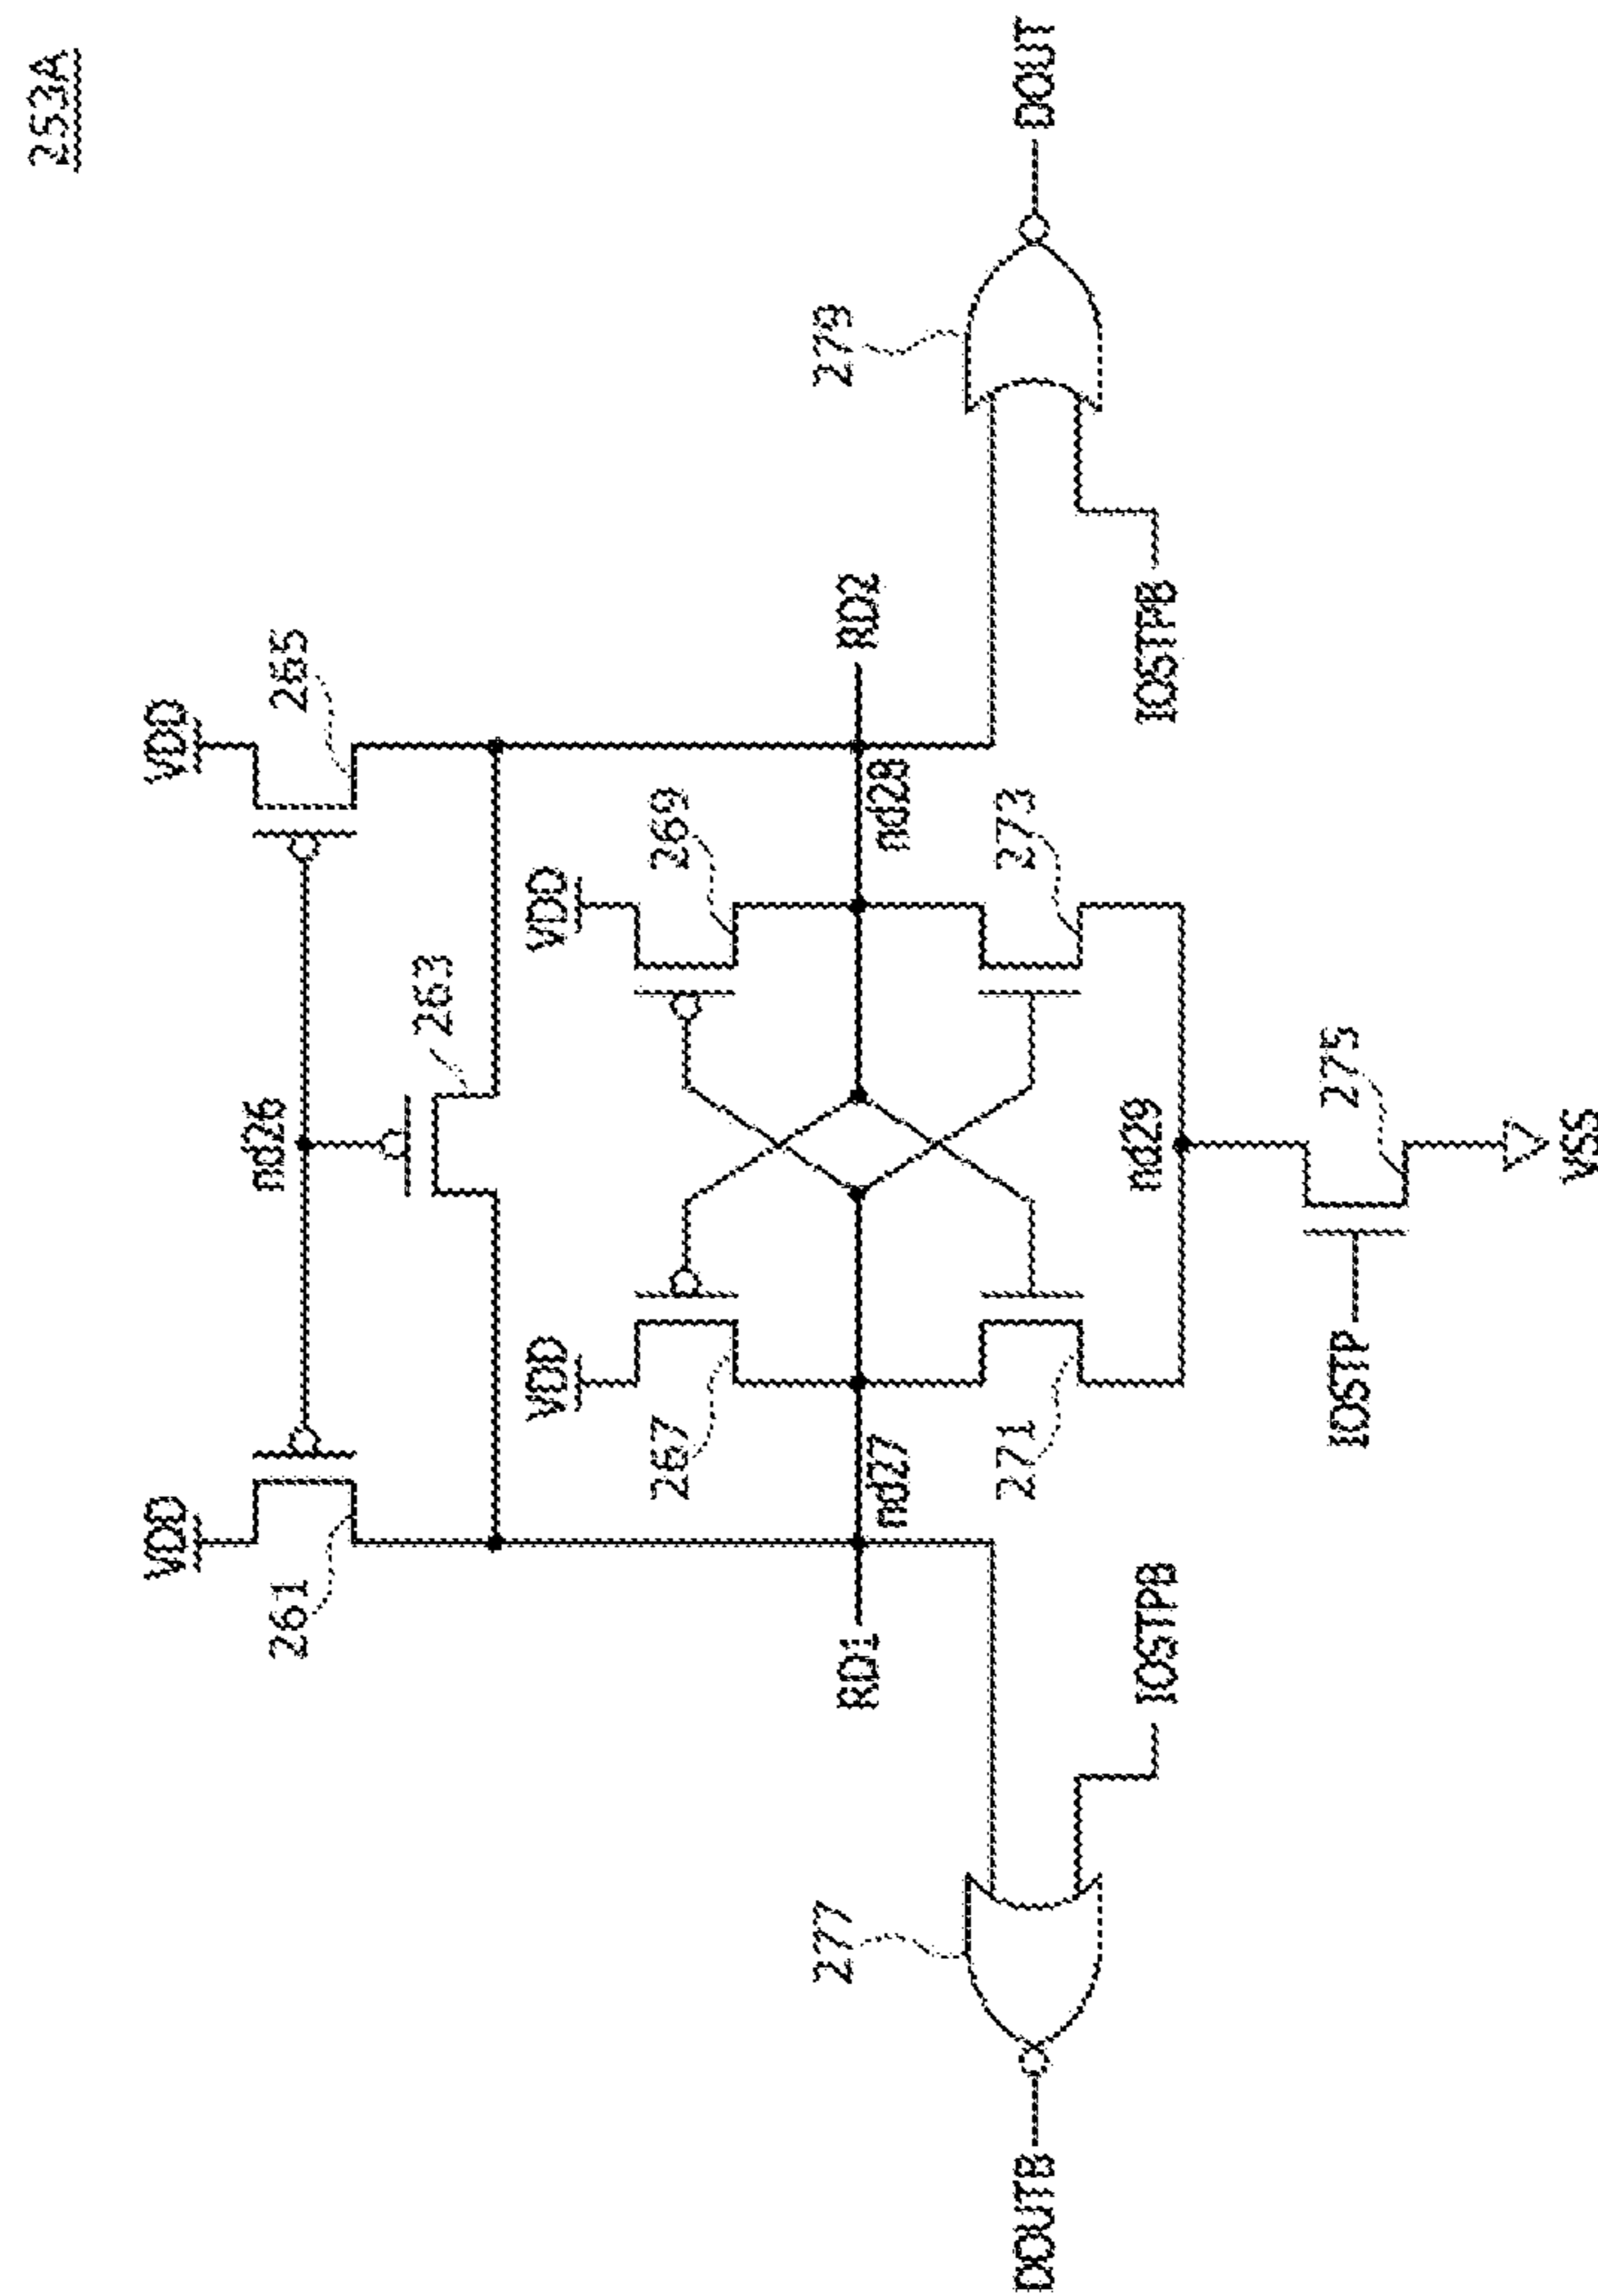 253A
VDD
VDD
261
265
nd26
263
VDD
VDD
267
269
RD1
nd27
nd28
RD2
271
273
277
279
nd29
DOUTB
IOSTPB
IOSTPB
DOUT
IOSTP
275
VSS